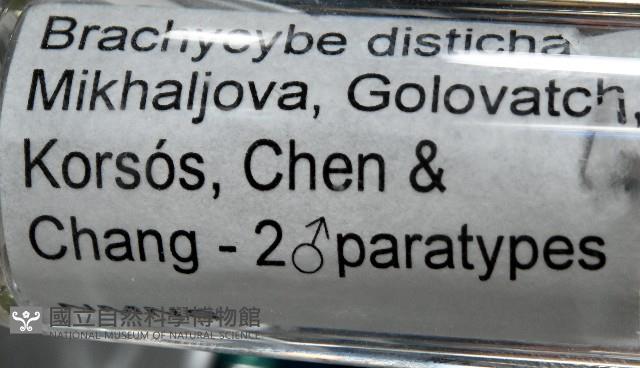 Brachycybe disticha
Mikhaljova, Golovatch,
Korsós, Chen &
Chang - 2♂paratypes
國立自然科學博物館
NATIONAL MUSEUM OF NATURAL SCIENCE